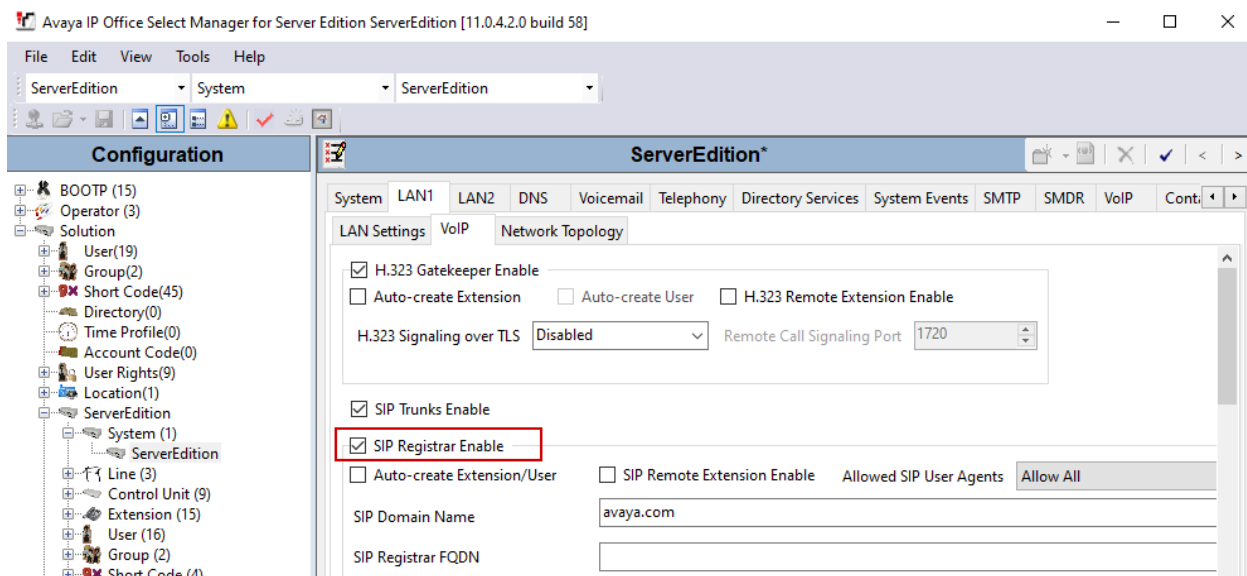 Avaya IP Office Select Manager for Server Edition ServerEdition [11.0.4.2.0 build 58]
File Edit View Tools Help
ServerEdition System ServerEdition
Configuration
BOOTP (15)
Operator (3)
Solution
User(19)
Group(2)
Short Code(45)
Directory(0)
Time Profile(0)
Account Code(0)
User Rights(9)
Location(1)
ServerEdition
System (1)
ServerEdition
Line (3)
Control Unit (9)
Extension (15)
User (16)
Group (2)
Short Code (4)
ServerEdition*
System LAN1 LAN2 DNS Voicemail Telephony Directory Services System Events SMTP SMDR VoIP
LAN Settings VoIP Network Topology
H.323 Gatekeeper Enable
Auto-create Extension Auto-create User H.323 Remote Extension Enable
H.323 Signaling over TLS Disabled Remote Call Signaling Port 1720
SIP Trunks Enable
SIP Registrar Enable
Auto-create Extension/User SIP Remote Extension Enable Allowed SIP User Agents Allow All
SIP Domain Name avaya.com
SIP Registrar FQDN